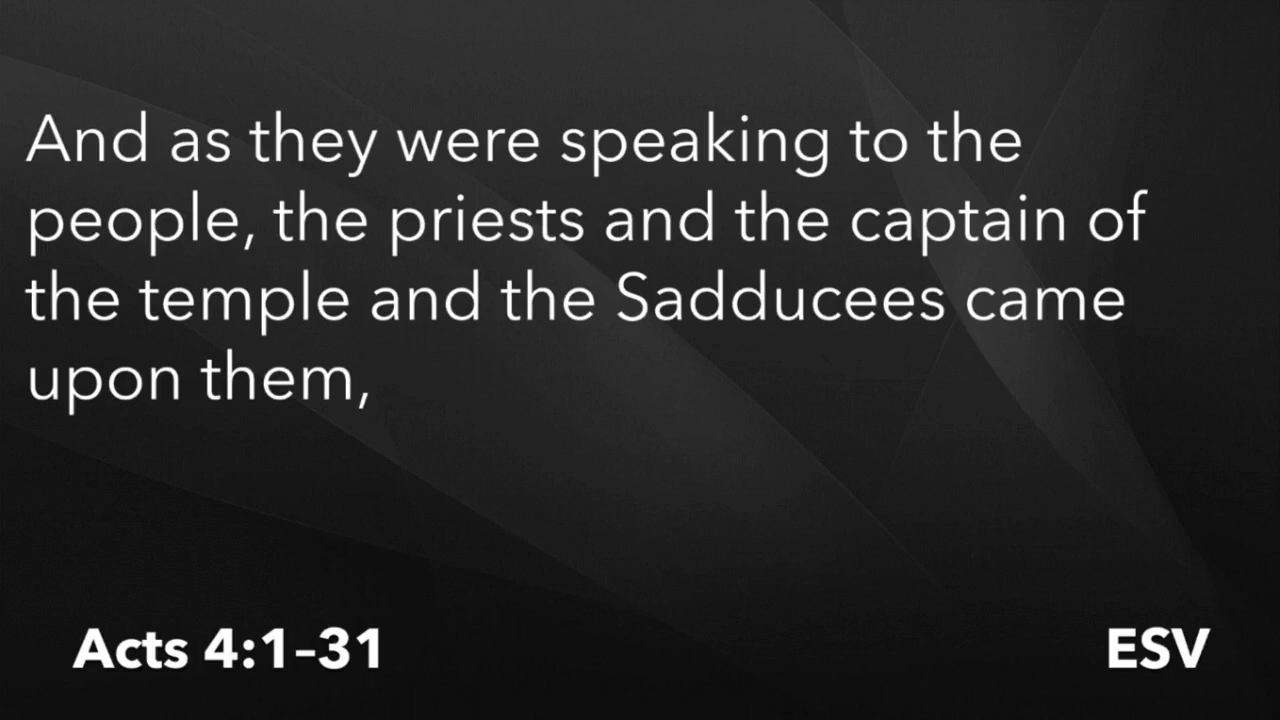 And as they were speaking to the
people, the priests and the captain of
the temple and the Sadducees came
upon them,
Acts 4:1–31
ESV